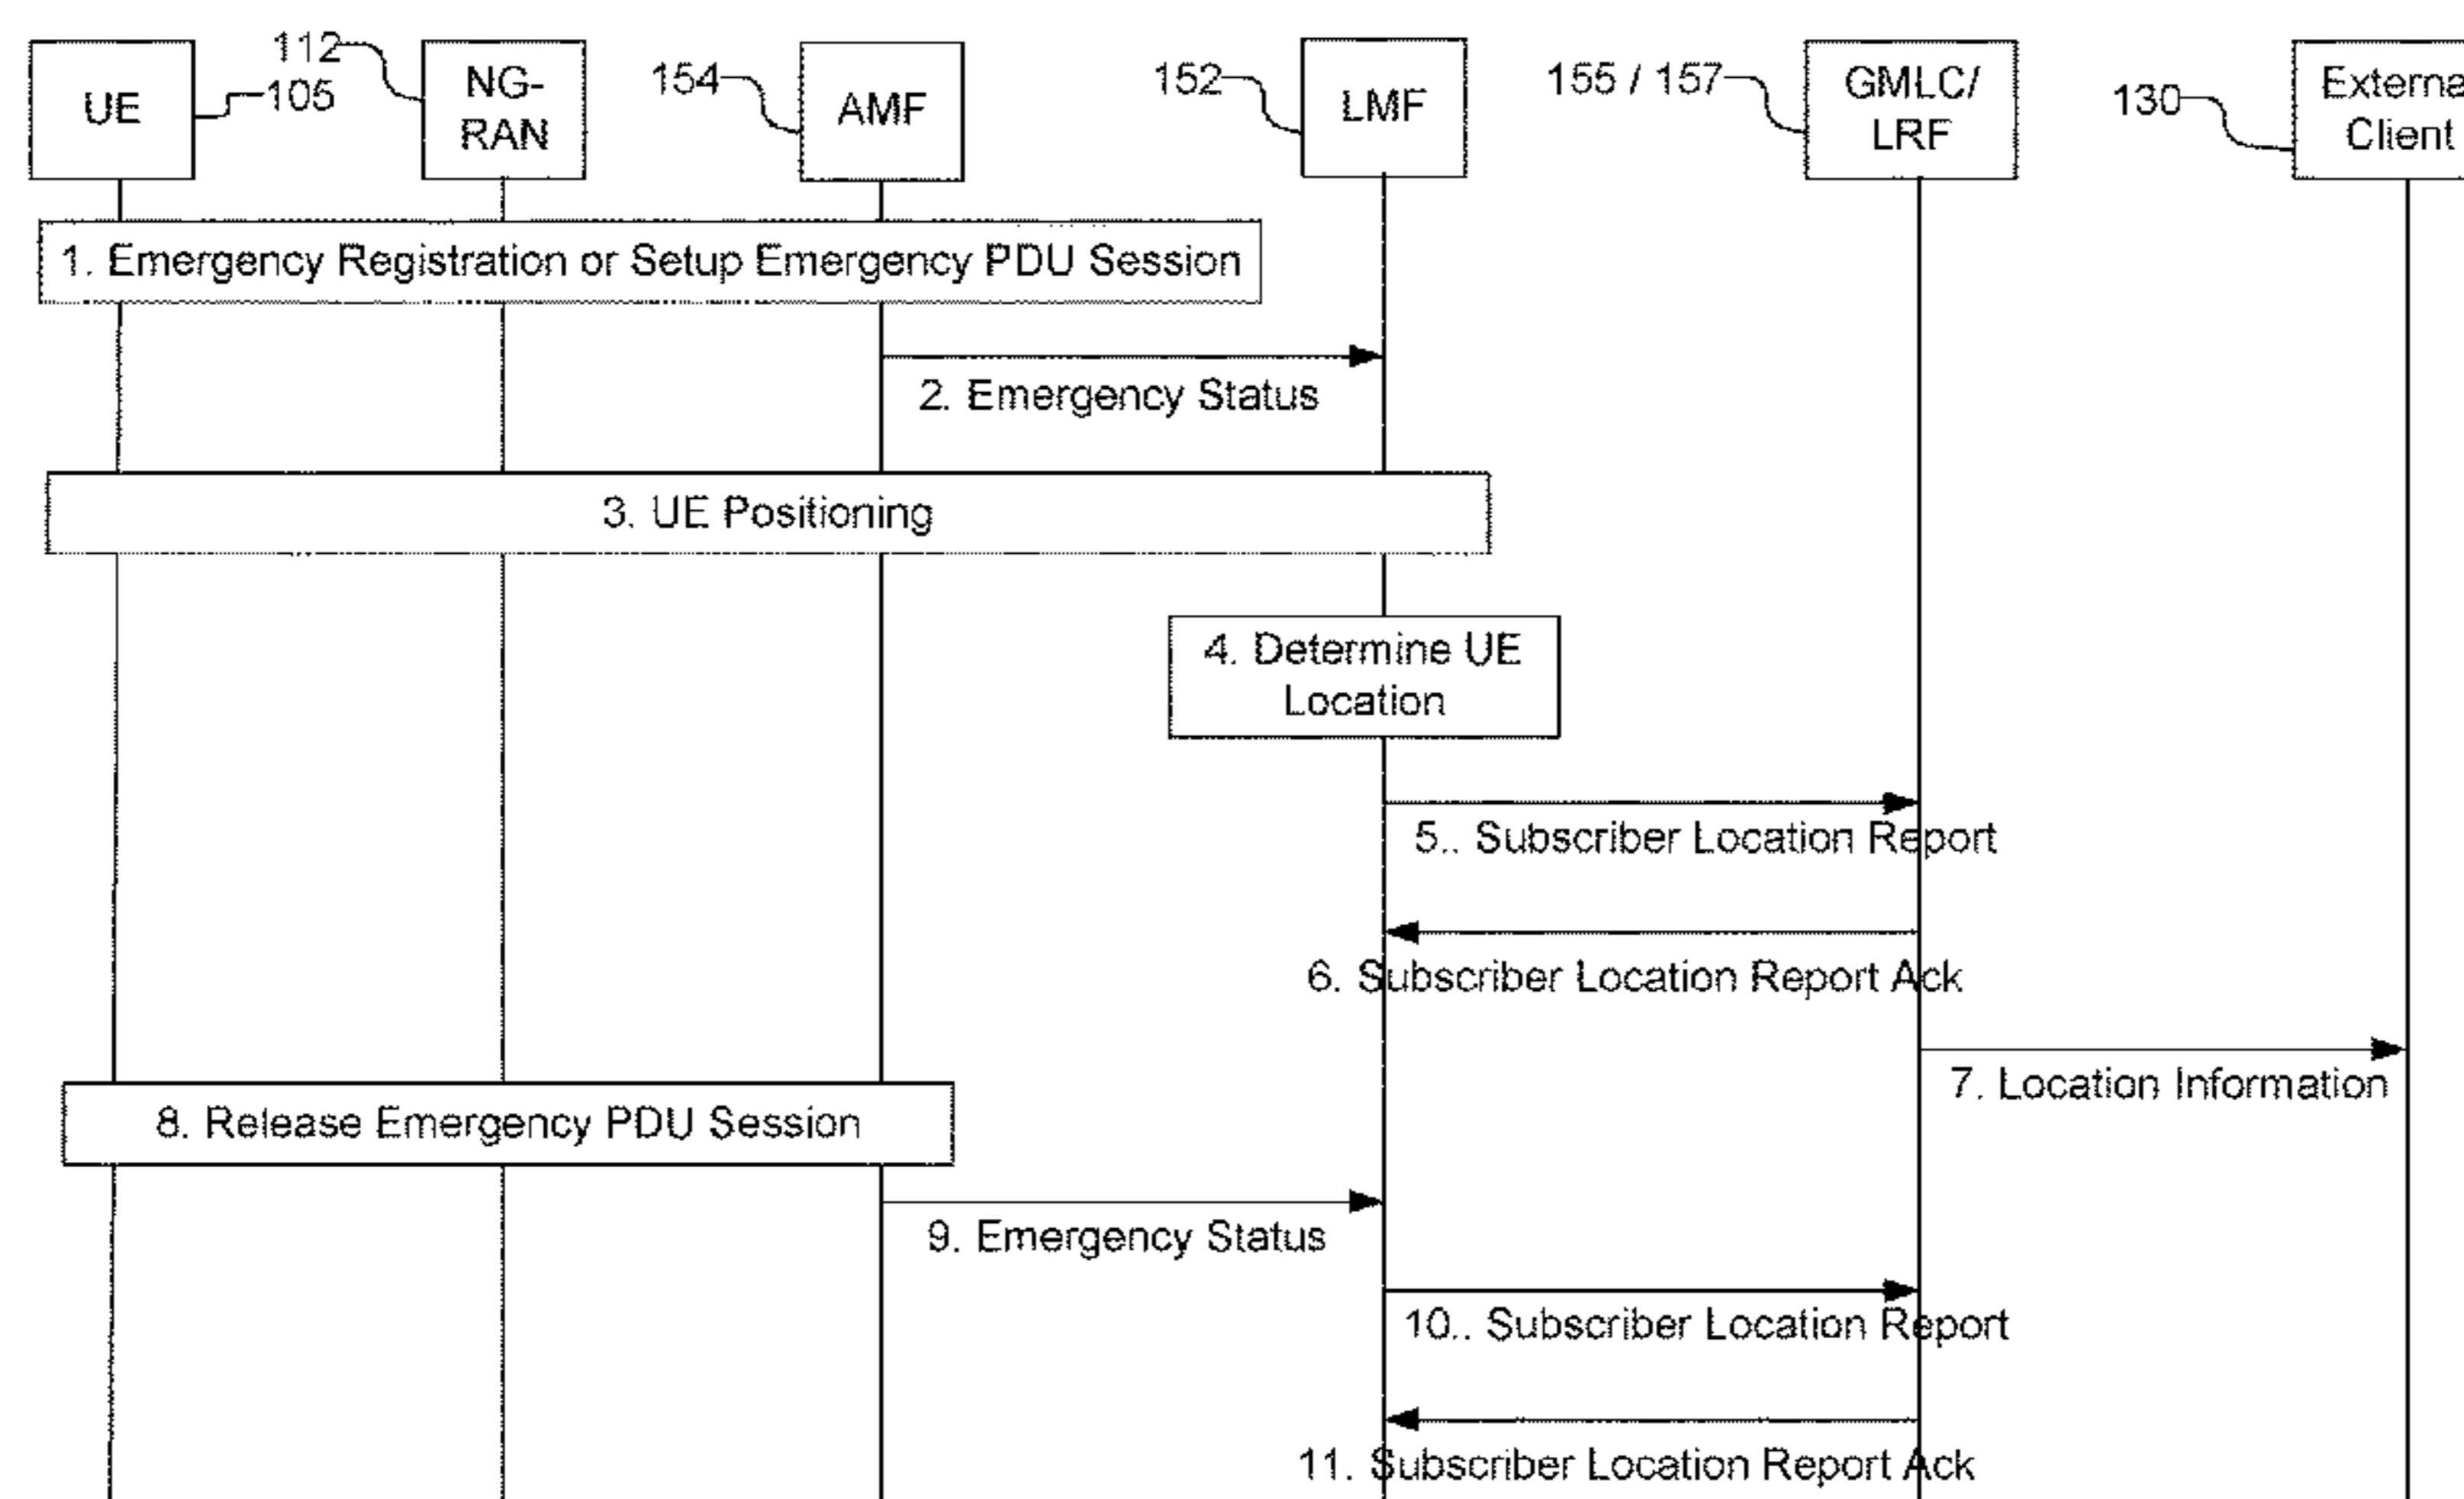 112
UE
105
NG-
RAN
154
AMF
152
LMF
155 / 157
GMLC/
LRF
130
Externa
Client
1. Emergency Registration or Setup Emergency PDU Session
2. Emergency Status
3. UE Positioning
4. Determine UE
Location
5.. Subscriber Location Report
6. Subscriber Location Report Ack
7. Location Information
8. Release Emergency PDU Session
9. Emergency Status
10.. Subscriber Location Report
11. Subscriber Location Report Ack